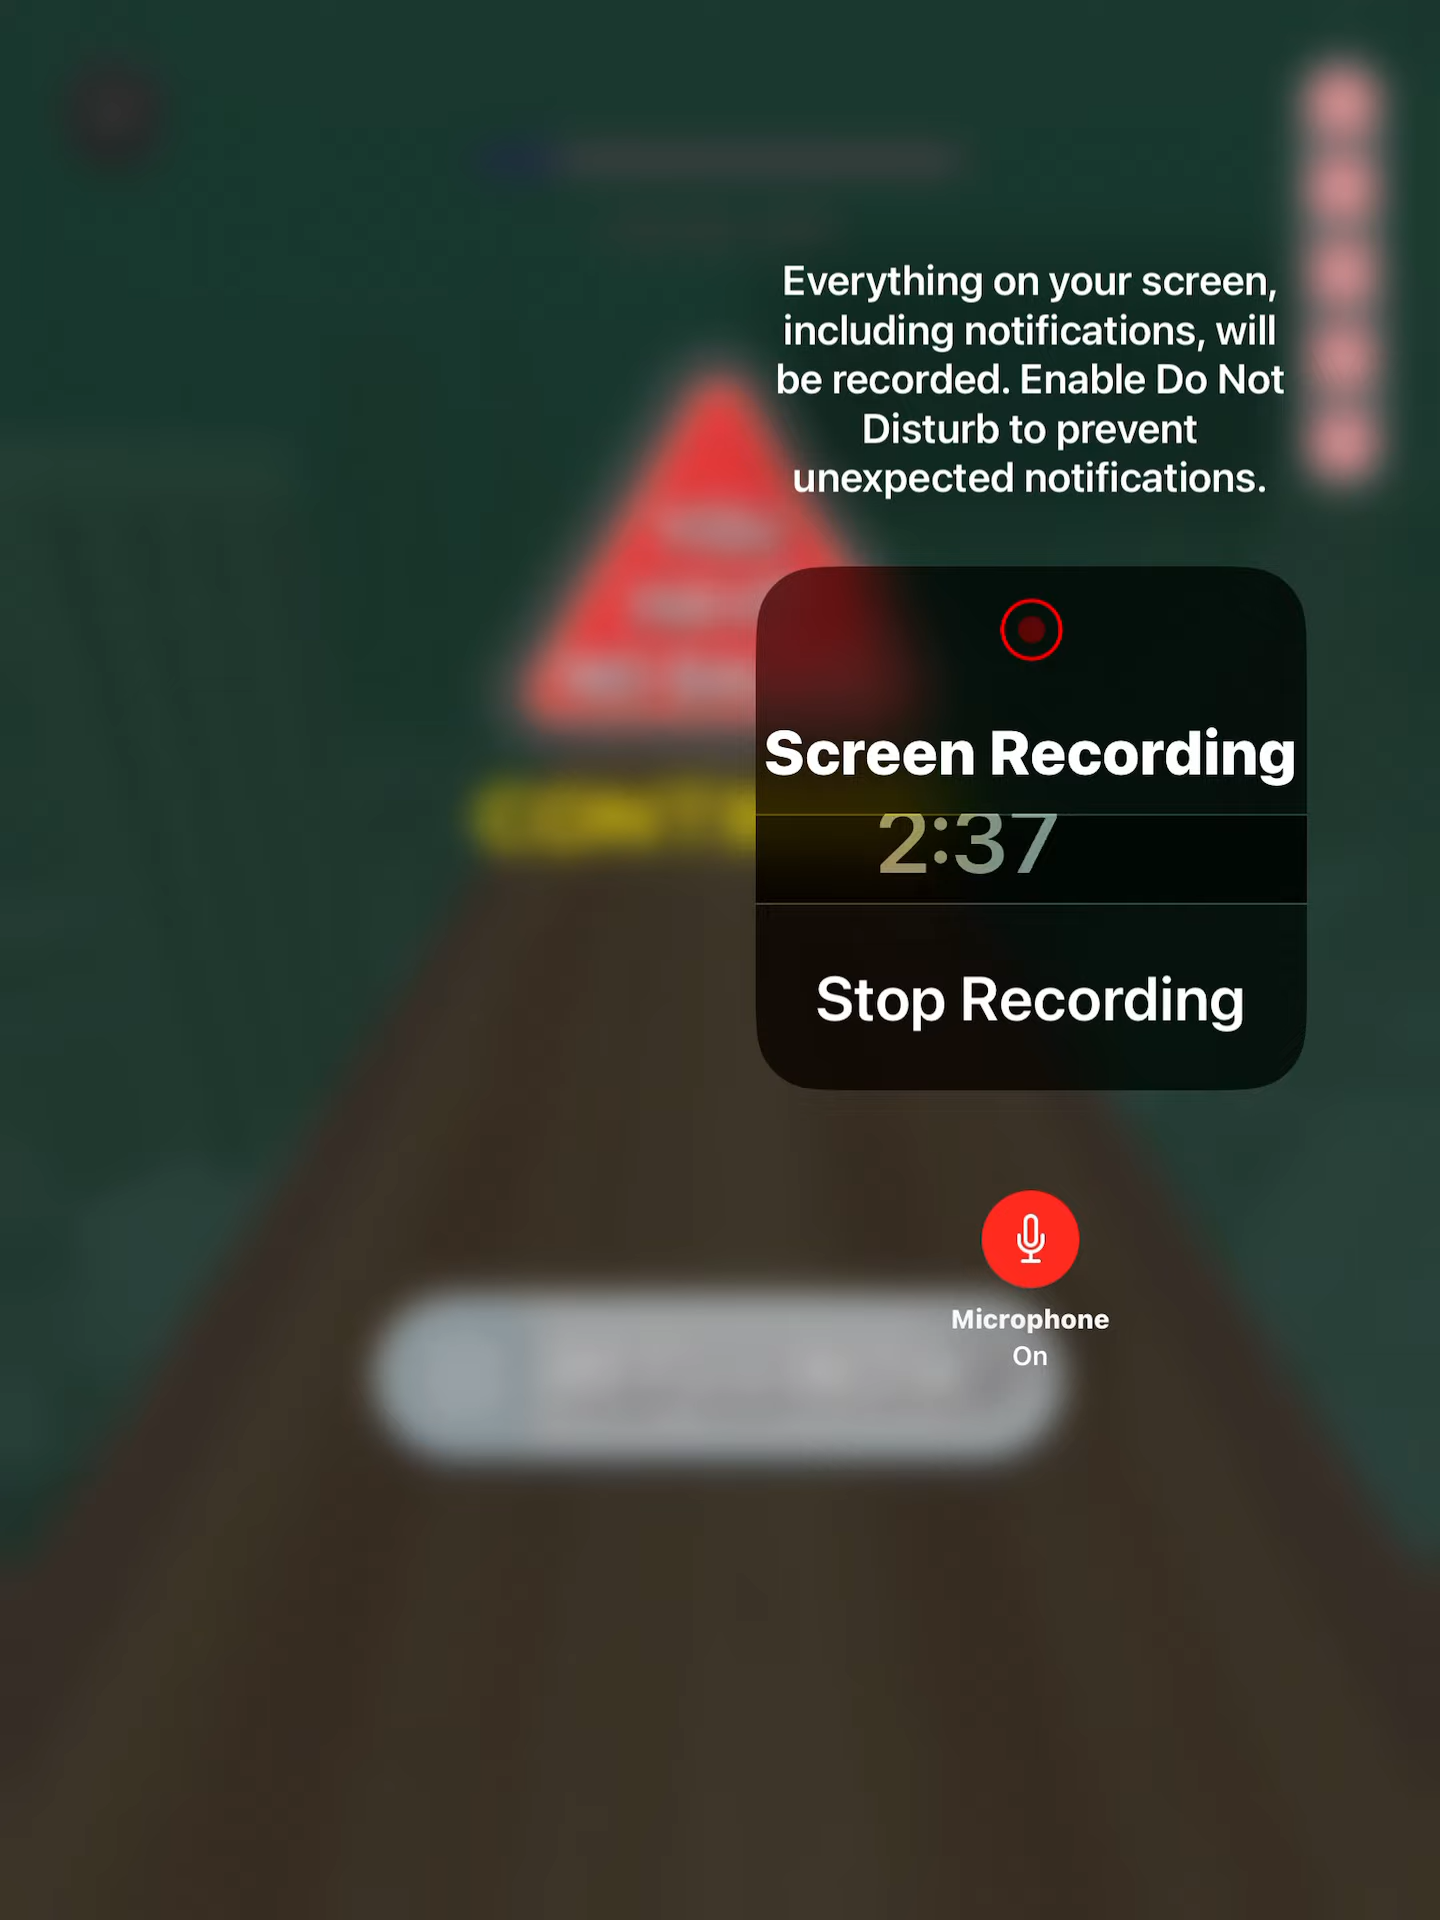 Everything on your screen,
including notifications, will
be recorded. Enable Do Not
Disturb to prevent
unexpected notifications.
Screen Recording
2:37
Stop Recording
Microphone
On